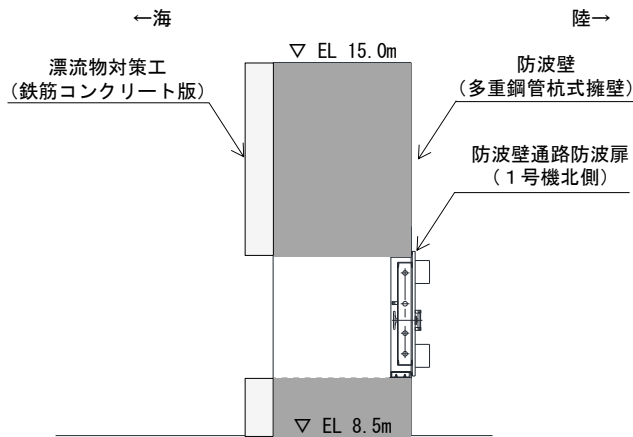 ←海
陸→
▽ EL 15.0m
漂流物対策工
(鉄筋コンクリート版)
防波壁
(多重鋼管杭式擁壁)
防波壁通路防波扉
(1号機北側)
▽ EL 8.5m